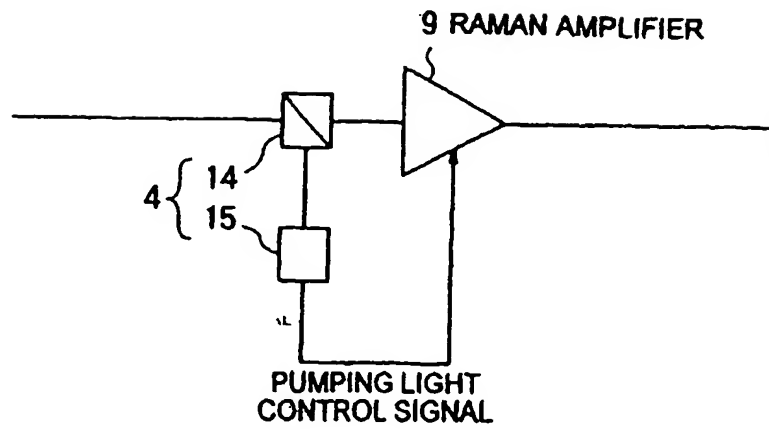 9 RAMAN AMPLIFIER
14
4
15
PUMPING LIGHT
CONTROL SIGNAL